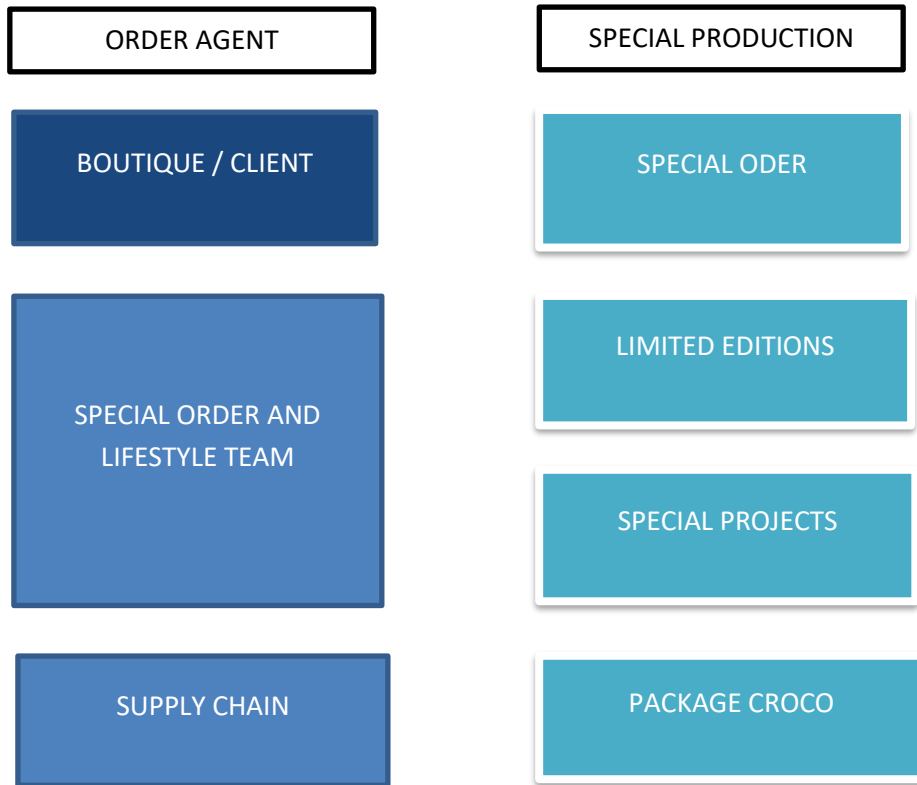 ORDER AGENT
SPECIAL PRODUCTION
BOUTIQUE / CLIENT
SPECIAL ODER
SPECIAL ORDER AND
LIFESTYLE TEAM
LIMITED EDITIONS
SPECIAL PROJECTS
SUPPLY CHAIN
PACKAGE CROCO